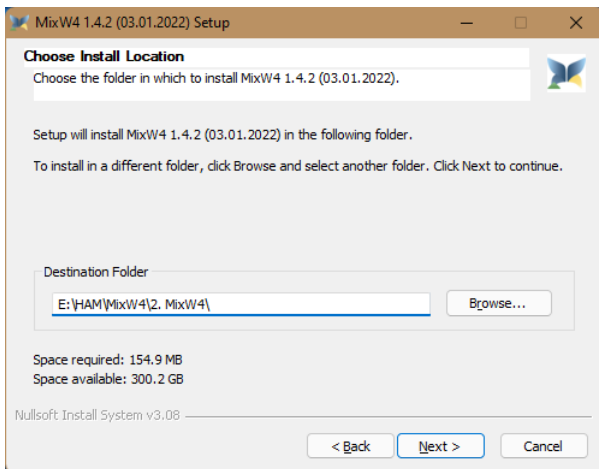 MixW4 1.4.2 (03.01.2022) Setup
Choose Install Location
Choose the folder in which to install MixW4 1.4.2 (03.01.2022).
Setup will install MixW4 1.4.2 (03.01.2022) in the following folder.
To install in a different folder, click Browse and select another folder. Click Next to continue.
Destination Folder
E:\HAM\MixW4\2. MixW4\
Browse...
Space required: 154.9 MB
Space available: 300.2 GB
Nullsoft Install System v3.08
< Back
Next >
Cancel